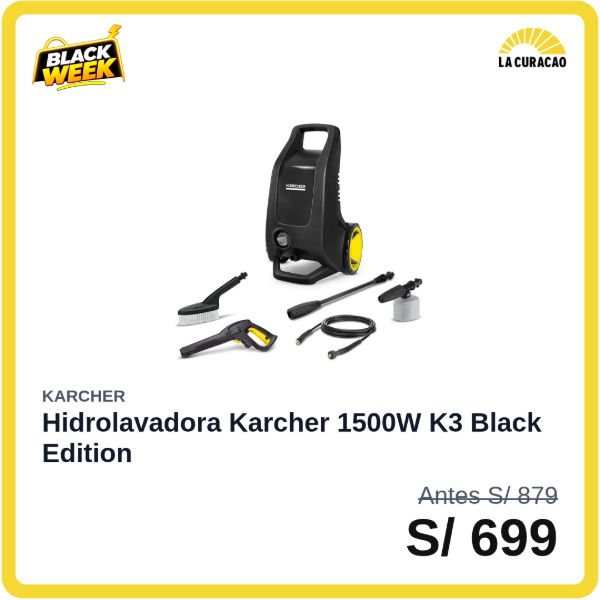 BLACK
WEEK
LA CURACAO
KARCHER
KARCHER
Hidrolavadora Karcher 1500W K3 Black
Edition
Antes S/ 879
S/ 699